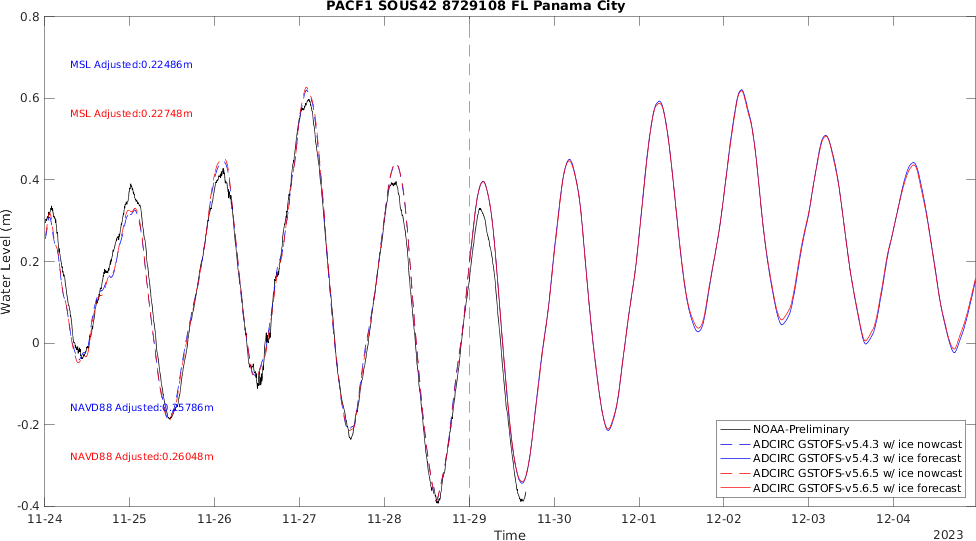 PACF1 SOUS42 8729108 FL Panama City
0.8
0.6
0.4
0.2
0
-0.2
-0.4
Water Level (m)
MSL Adjusted:0.22486m
MSL Adjusted:0.22748m
NAVD88 Adjusted:0.25786m
NAVD88 Adjusted:0.26048m
NOAA-Preliminary
ADCIRC GSTOFS-v5.4.3 w/ ice nowcast
ADCIRC GSTOFS-v5.4.3 w/ ice forecast
ADCIRC GSTOFS-v5.6.5 w/ ice nowcast
ADCIRC GSTOFS-v5.6.5 w/ ice forecast
11-24 11-25 11-26 11-27 11-28 11-29 11-30 12-01 12-02 12-03 12-04
Time
2023